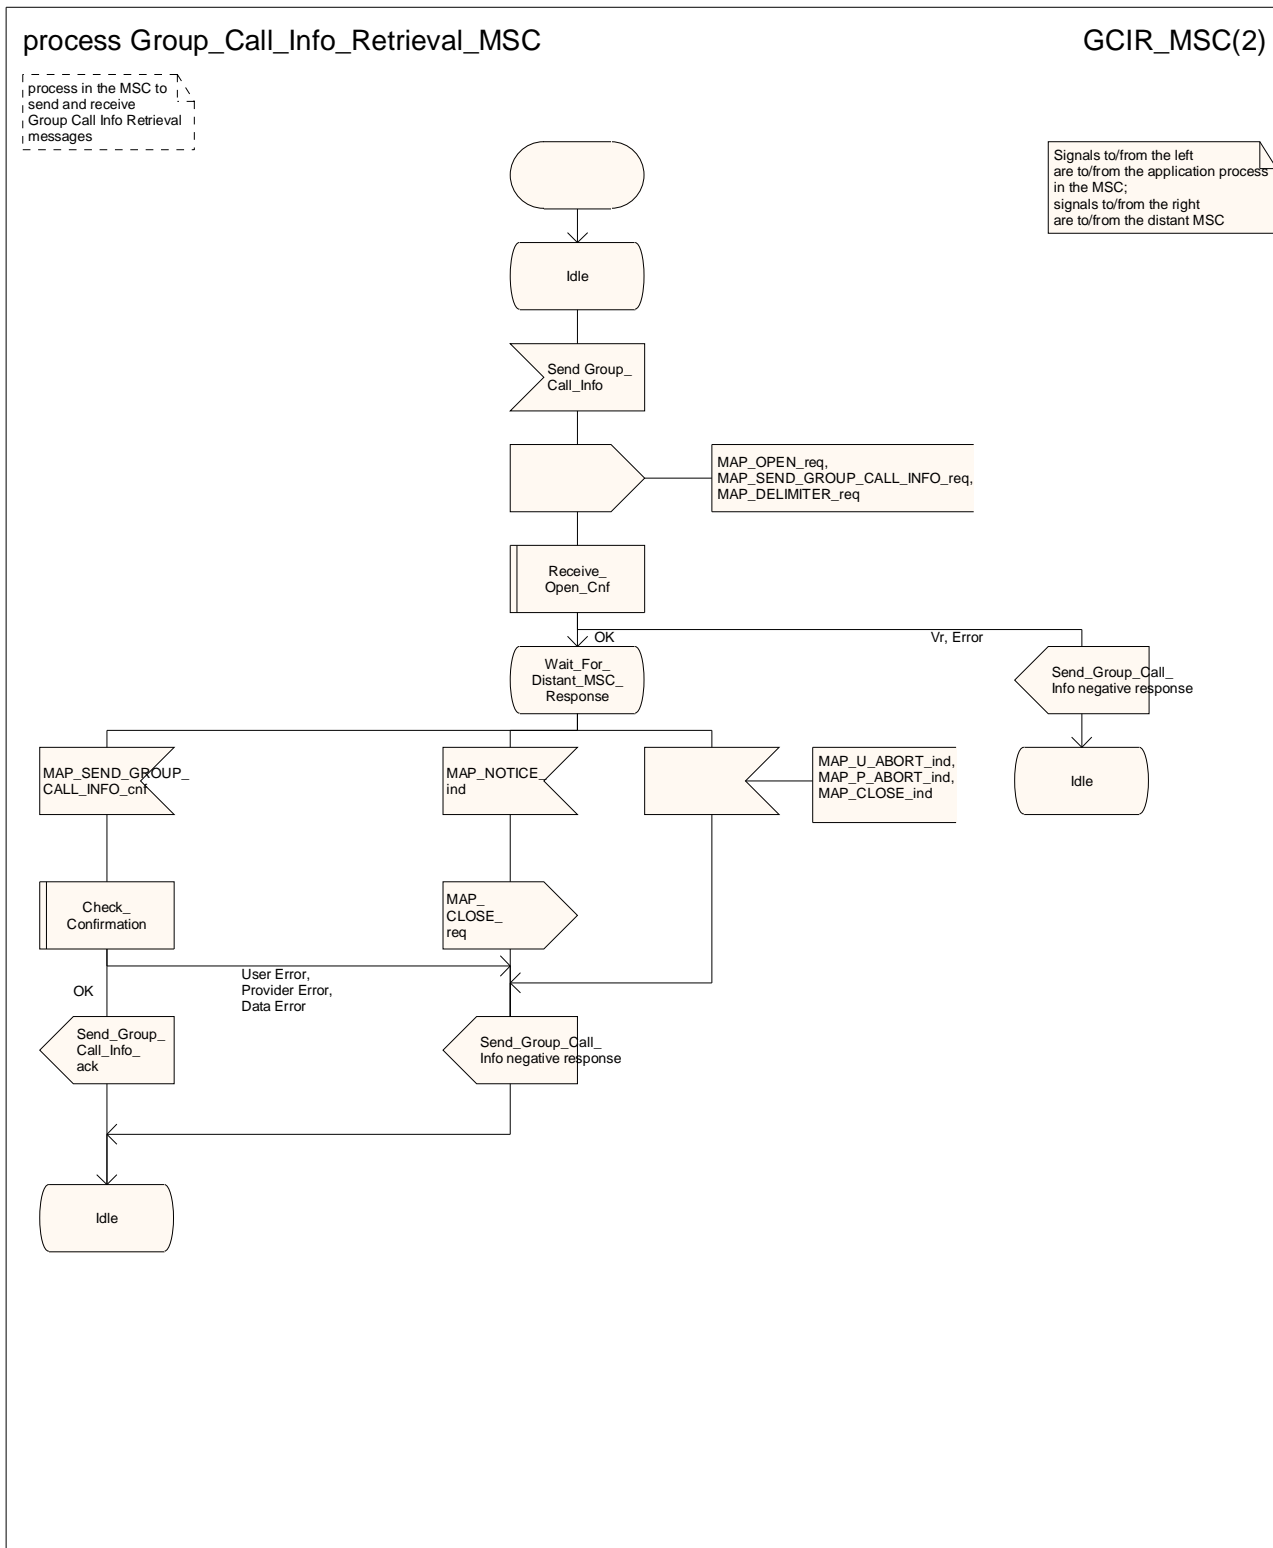 process Group_Call_Info_Retrieval_MSC
GCIR_MSC(2)
process in the MSC to
send and receive
Group Call Info Retrieval
messages
Signals to/from the left
are to/from the application process
in the MSC;
signals to/from the right
are to/from the distant MSC
Idle
Send Group_
Call_Info
MAP_OPEN_req,
MAP_SEND_GROUP_CALL_INFO_req,
MAP_DELIMITER_req
Receive_
Open_Cnf
OK
Vr, Error
Wait_For_
Distant_MSC_
Response
Send_Group_Call_
Info negative response
MAP_SEND_GROUP_
CALL_INFO_cnf
MAP_NOTICE_
ind
MAP_U_ABORT_ind,
MAP_P_ABORT_ind,
MAP_CLOSE_ind
Idle
Check_
Confirmation
MAP_
CLOSE_
req
User Error,
Provider Error,
Data Error
OK
Send_Group_
Call_Info_
ack
Send_Group_Call_
Info negative response
Idle